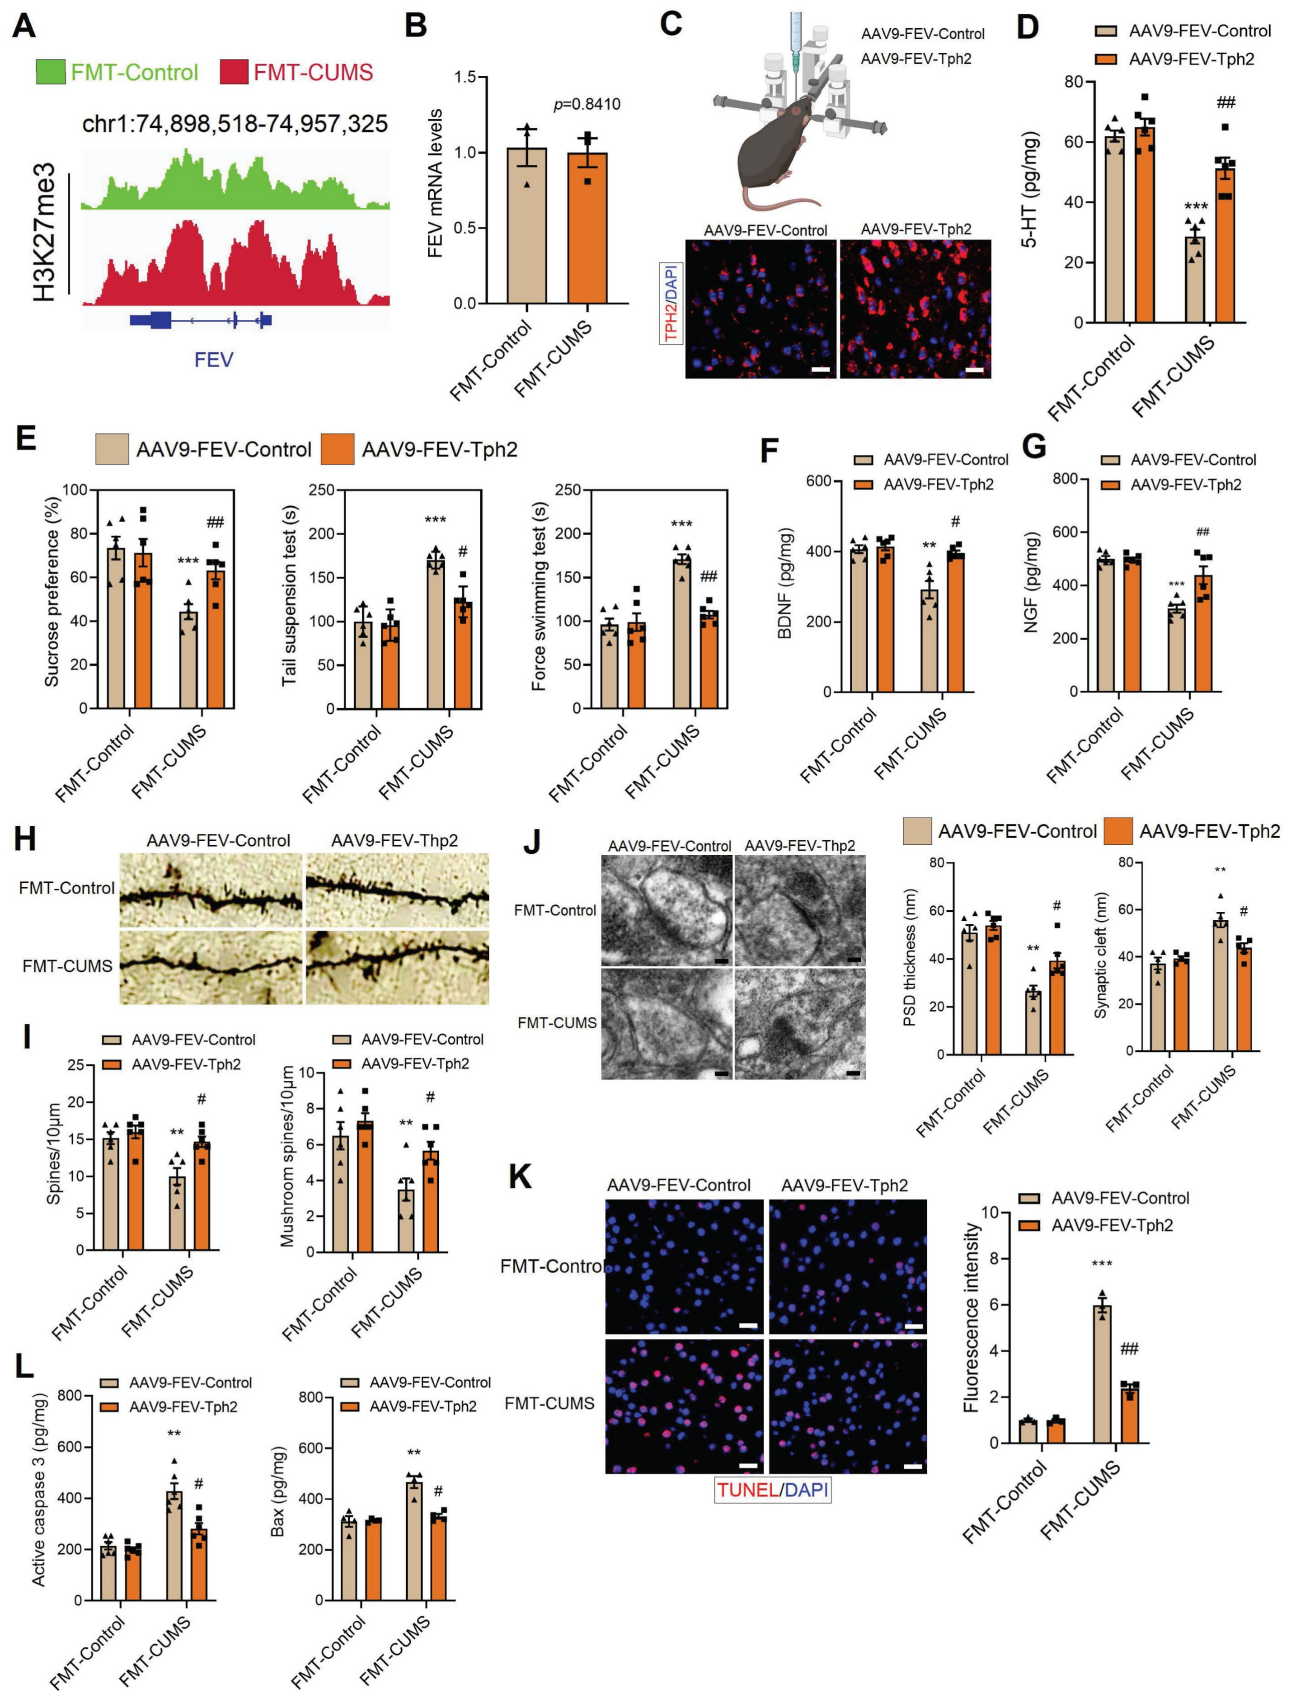 A
FMT-Control
FMT-CUMS
chr1:74,898,518-74,957,325
H3K27me3
FEV
B
FEV mRNA levels
1.5
1.0
0.5
0.0
p=0.8410
FMT-Control
FMT-CUMS
C
AAV9-FEV-Control
AAV9-FEV-Tph2
AAV9-FEV-Control
AAV9-FEV-Tph2
TPH2/DAPI
D
AAV9-FEV-Control
AAV9-FEV-Tph2
5-HT (pg/mg)
80
60
40
20
0
***
##
FMT-Control
FMT-CUMS
E
AAV9-FEV-Control
AAV9-FEV-Tph2
Sucrose preference (%)
100
80
60
40
20
0
***
##
FMT-Control
FMT-CUMS
Tail suspension test (s)
250
200
150
100
50
0
***
#
FMT-Control
FMT-CUMS
Force swimming test (s)
250
200
150
100
50
0
***
##
FMT-Control
FMT-CUMS
F
AAV9-FEV-Control
AAV9-FEV-Tph2
BDNF (pg/mg)
600
400
200
0
**
#
FMT-Control
FMT-CUMS
G
AAV9-FEV-Control
AAV9-FEV-Tph2
NGF (pg/mg)
800
600
400
200
0
***
##
FMT-Control
FMT-CUMS
H
AAV9-FEV-Control
AAV9-FEV-Thp2
FMT-Control
FMT-CUMS
I
AAV9-FEV-Control
AAV9-FEV-Tph2
Spines/10μm
25
20
15
10
5
0
**
#
FMT-Control
FMT-CUMS
AAV9-FEV-Control
AAV9-FEV-Tph2
Mushroom spines/10μm
10
8
6
4
2
0
**
#
FMT-Control
FMT-CUMS
J
AAV9-FEV-Control
AAV9-FEV-Thp2
FMT-Control
FMT-CUMS
AAV9-FEV-Control
AAV9-FEV-Tph2
PSD thickness (nm)
80
60
40
20
0
**
#
FMT-Control
FMT-CUMS
Synaptic cleft (nm)
80
60
40
20
0
**
#
FMT-Control
FMT-CUMS
K
AAV9-FEV-Control
AAV9-FEV-Tph2
FMT-Control
FMT-CUMS
TUNEL/DAPI
AAV9-FEV-Control
AAV9-FEV-Tph2
Fluorescence intensity
10
8
6
4
2
0
***
##
FMT-Control
FMT-CUMS
L
AAV9-FEV-Control
AAV9-FEV-Tph2
Active caspase 3 (pg/mg)
800
600
400
200
0
**
#
FMT-Control
FMT-CUMS
AAV9-FEV-Control
AAV9-FEV-Tph2
Bax (pg/mg)
800
600
400
200
0
**
#
FMT-Control
FMT-CUMS